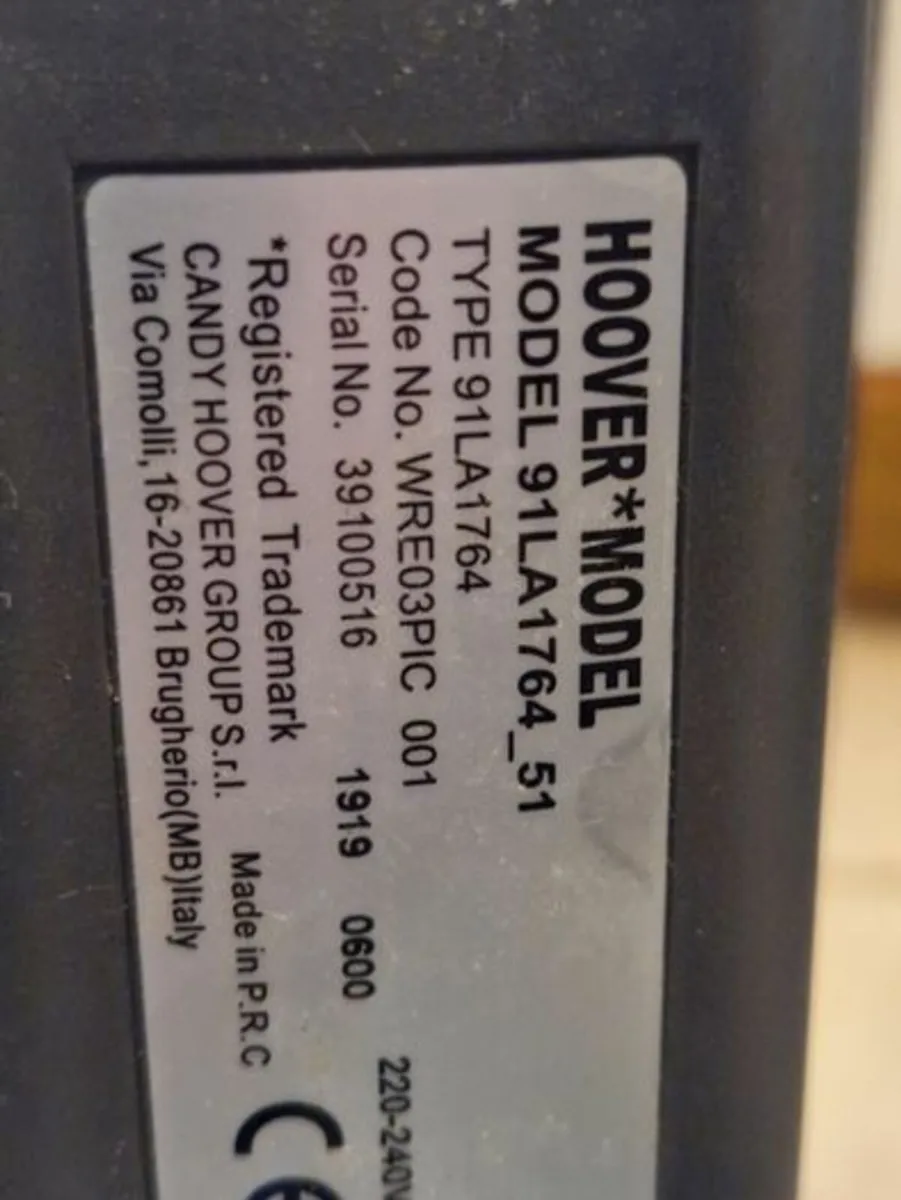 HOOVER*MODEL
MODEL 91LA1764_51
TYPE 91LA1764
Code No. WRE03PIC 001
220-240V
Serial No. 39100516 1919 0600
*Registered Trademark
CANDY HOOVER GROUP S.r.l. Made in P.R.C
Via Comolli, 16-20861 Brugherio(MB)Italy